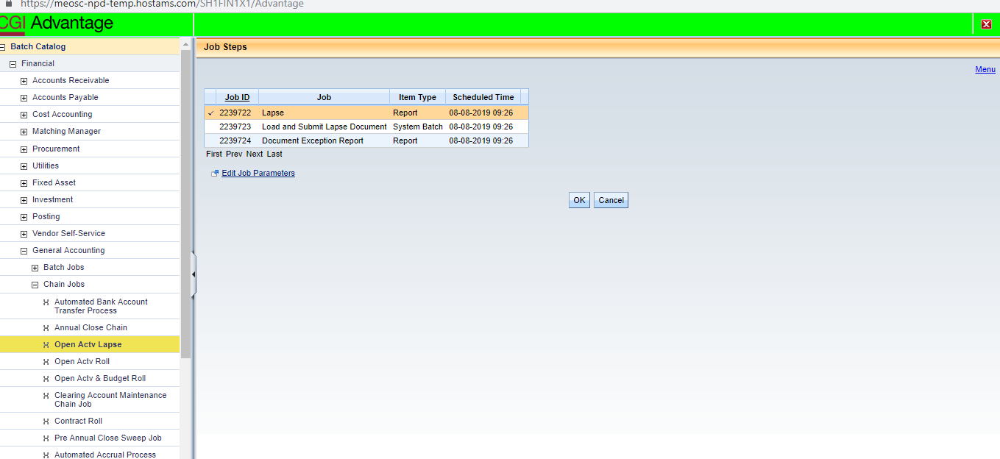 https://meosc-npd-temp.hostams.com/SH1FIN1X1/Advantage
CGI Advantage
Batch Catalog
Financial
Accounts Receivable
Accounts Payable
Cost Accounting
Matching Manager
Procurement
Utilities
Fixed Asset
Investment
Posting
Vendor Self-Service
General Accounting
Batch Jobs
Chain Jobs
Automated Bank Account
Transfer Process
Annual Close Chain
Open Actv Lapse
Open Actv Roll
Open Actv & Budget Roll
Clearing Account Maintenance
Chain Job
Contract Roll
Pre Annual Close Sweep Job
Automated Accrual Process
Job Steps
Menu
Job ID Job Item Type Scheduled Time
2239722 Lapse Report 08-08-2019 09:26
2239723 Load and Submit Lapse Document System Batch 08-08-2019 09:26
2239724 Document Exception Report Report 08-08-2019 09:26
First Prev Next Last
Edit Job Parameters
OK Cancel